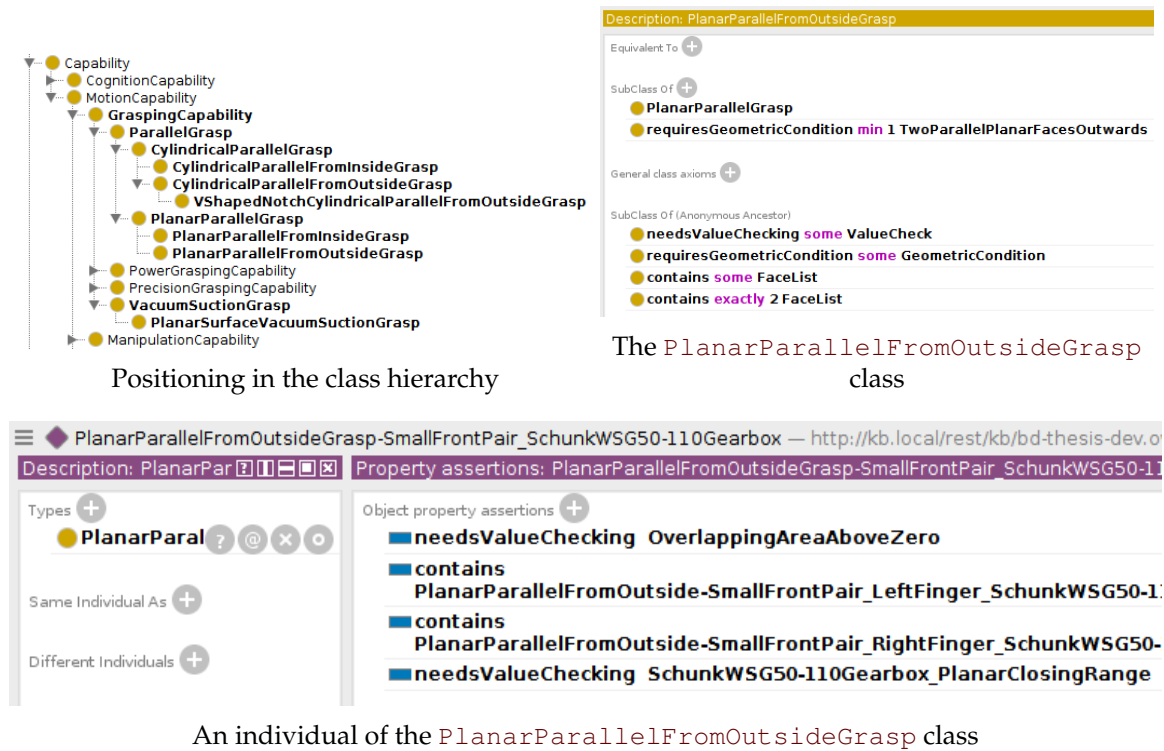 Capability
CognitionCapability
MotionCapability
GraspingCapability
ParallelGrasp
CylindricalParallelGrasp
CylindricalParallelFromInsideGrasp
CylindricalParallelFromOutsideGrasp
VShapedNotchCylindricalParallelFromOutsideGrasp
PlanarParallelGrasp
PlanarParallelFromInsideGrasp
PlanarParallelFromOutsideGrasp
PowerGraspingCapability
PrecisionGraspingCapability
VacuumSuctionGrasp
PlanarSurfaceVacuumSuctionGrasp
ManipulationCapability
Positioning in the class hierarchy
Description: PlanarParallelFromOutsideGrasp
Equivalent To
SubClass Of
PlanarParallelGrasp
requiresGeometricCondition min 1 TwoParallelPlanarFacesOutwards
General class axioms
SubClass Of (Anonymous Ancestor)
needsValueChecking some ValueCheck
requiresGeometricCondition some GeometricCondition
contains some FaceList
contains exactly 2 FaceList
The PlanarParallelFromOutsideGrasp
class
PlanarParallelFromOutsideGrasp-SmallFrontPair_SchunkWSG50-110Gearbox — http://kb.local/rest/kb/bd-thesis-dev.o
Description: PlanarPar
Property assertions: PlanarParallelFromOutsideGrasp-SmallFrontPair_SchunkWSG50-11
Types
PlanarParal
Same Individual As
Different Individuals
Object property assertions
needsValueChecking OverlappingAreaAboveZero
contains
PlanarParallelFromOutside-SmallFrontPair_LeftFinger_SchunkWSG50-11
contains
PlanarParallelFromOutside-SmallFrontPair_RightFinger_SchunkWSG50-
needsValueChecking SchunkWSG50-110Gearbox_PlanarClosingRange
An individual of the PlanarParallelFromOutsideGrasp class